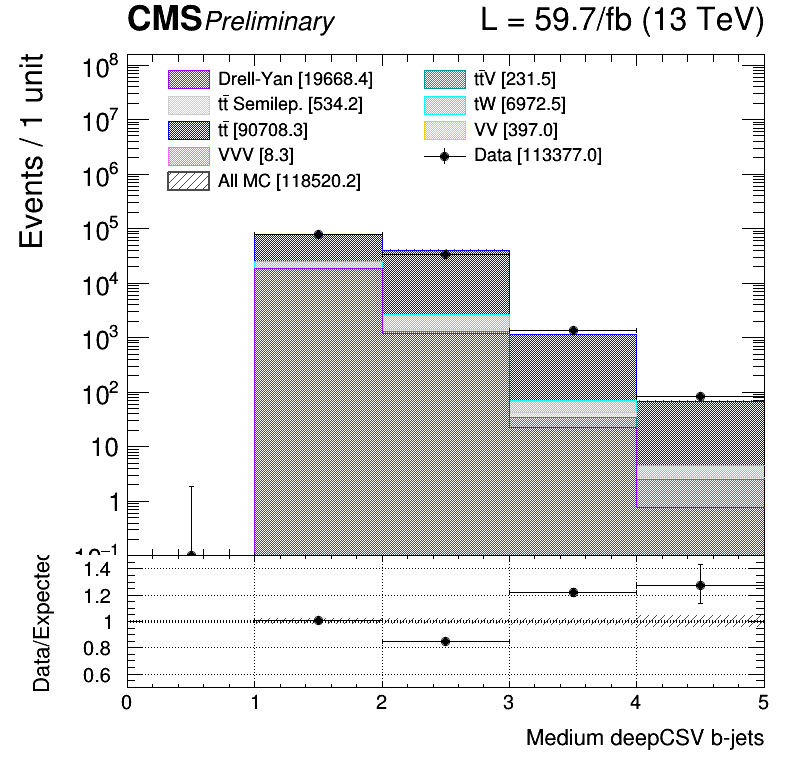 CMS Preliminary L = 59.7/fb (13 TeV)
Events / 1 unit
10⁸
10⁷
10⁶
10⁵
10⁴
10³
10²
10
1
10⁻¹
Drell-Yan [19668.4]
tt̄ Semilep. [534.2]
tt̄ [90708.3]
VVV [8.3]
All MC [118520.2]
tt̄V [231.5]
tW [6972.5]
VV [397.0]
Data [113377.0]
Data/Expected
1.4
1.2
1
0.8
0.6
0 1 2 3 4 5
Medium deepCSV b-jets